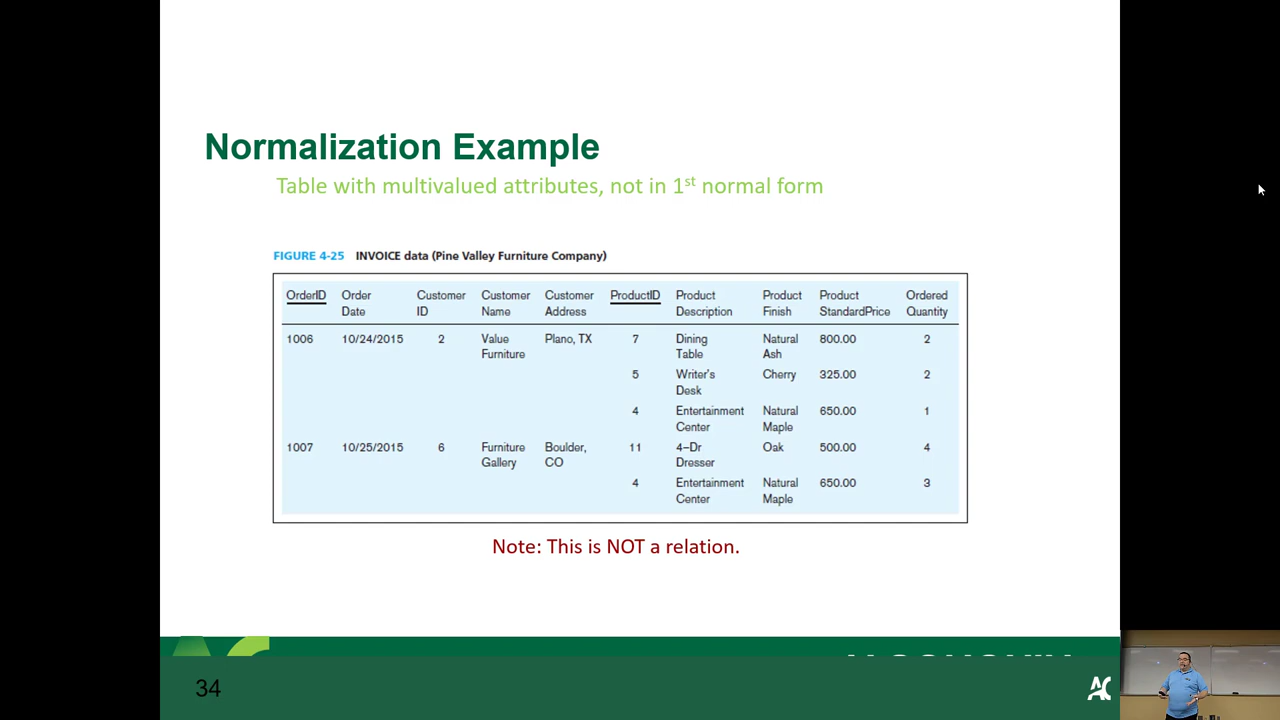 Normalization Example
Table with multivalued attributes, not in 1st normal form
FIGURE 4-25 INVOICE data (Pine Valley Furniture Company)
OrderID Order Customer Customer Customer ProductID Product Product Product Ordered
Date ID Name Address Description Finish StandardPrice Quantity
1006 10/24/2015 2 Value Plano, TX 7 Dining Natural 800.00 2
Furniture Table Ash
5 Writer's Cherry 325.00 2
Desk
4 Entertainment Natural 650.00 1
Center Maple
1007 10/25/2015 6 Furniture Boulder, 11 4–Dr Oak 500.00 4
Gallery CO Dresser
4 Entertainment Natural 650.00 3
Center Maple
Note: This is NOT a relation.
34
AC